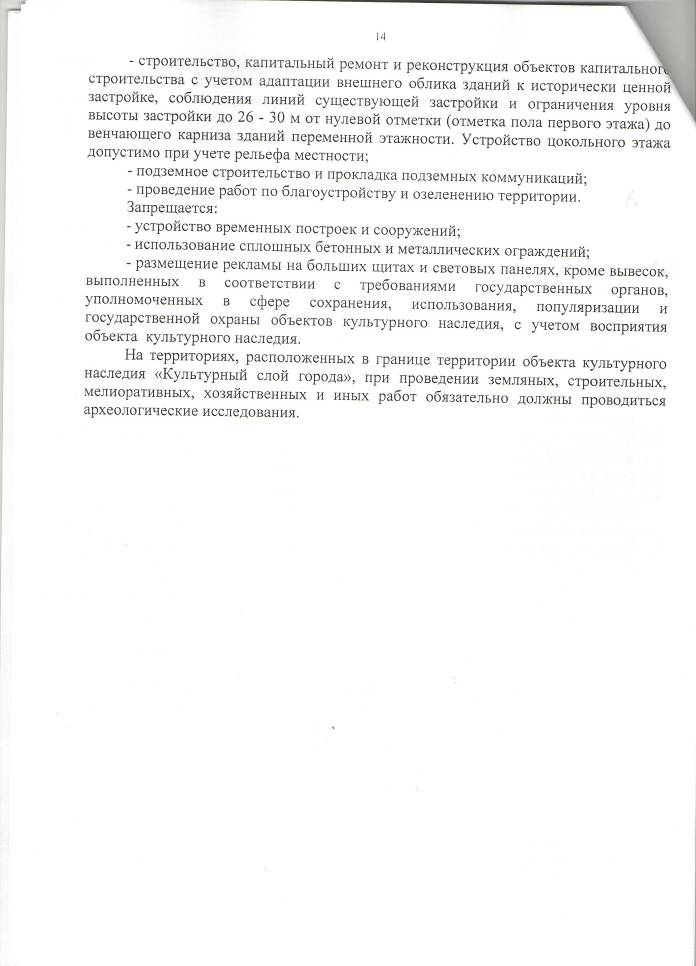 14
- строительство, капитальный ремонт и реконструкция объектов капитального
строительства с учетом адаптации внешнего облика зданий к исторически ценной
застройке, соблюдения линий существующей застройки и ограничения уровня
высоты застройки до 26 - 30 м от нулевой отметки (отметка пола первого этажа) до
венчающего карниза зданий переменной этажности. Устройство цокольного этажа
допустимо при учете рельефа местности;
- подземное строительство и прокладка подземных коммуникаций;
- проведение работ по благоустройству и озеленению территории.
Запрещается:
- устройство временных построек и сооружений;
- использование сплошных бетонных и металлических ограждений;
- размещение рекламы на больших щитах и световых панелях, кроме вывесок,
выполненных в соответствии с требованиями государственных органов,
уполномоченных в сфере сохранения, использования, популяризации и
государственной охраны объектов культурного наследия, с учетом восприятия
объекта культурного наследия.
На территориях, расположенных в границе территории объекта культурного
наследия «Культурный слой города», при проведении земляных, строительных,
мелиоративных, хозяйственных и иных работ обязательно должны проводиться
археологические исследования.